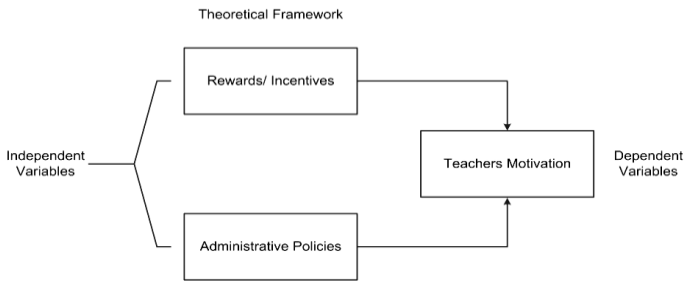 Theoretical Framework
Rewards/ Incentives
Independent
Variables
Teachers Motivation
Dependent
Variables
Administrative Policies